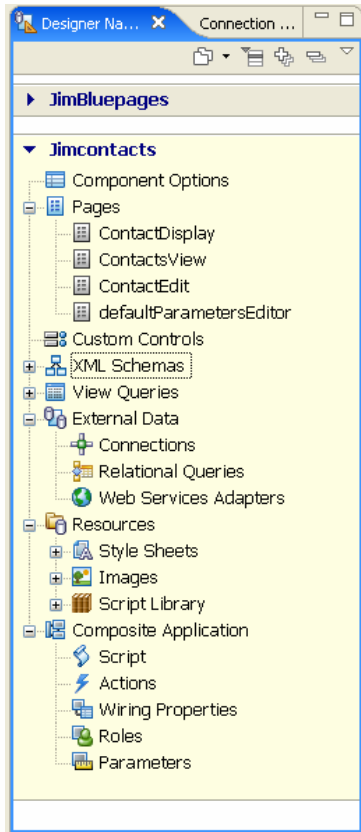 Designer Na... Connection ...
JimBluepages
Jimcontacts
Component Options
Pages
ContactDisplay
ContactsView
ContactEdit
defaultParametersEditor
Custom Controls
XML Schemas
View Queries
External Data
Connections
Relational Queries
Web Services Adapters
Resources
Style Sheets
Images
Script Library
Composite Application
Script
Actions
Wiring Properties
Roles
Parameters